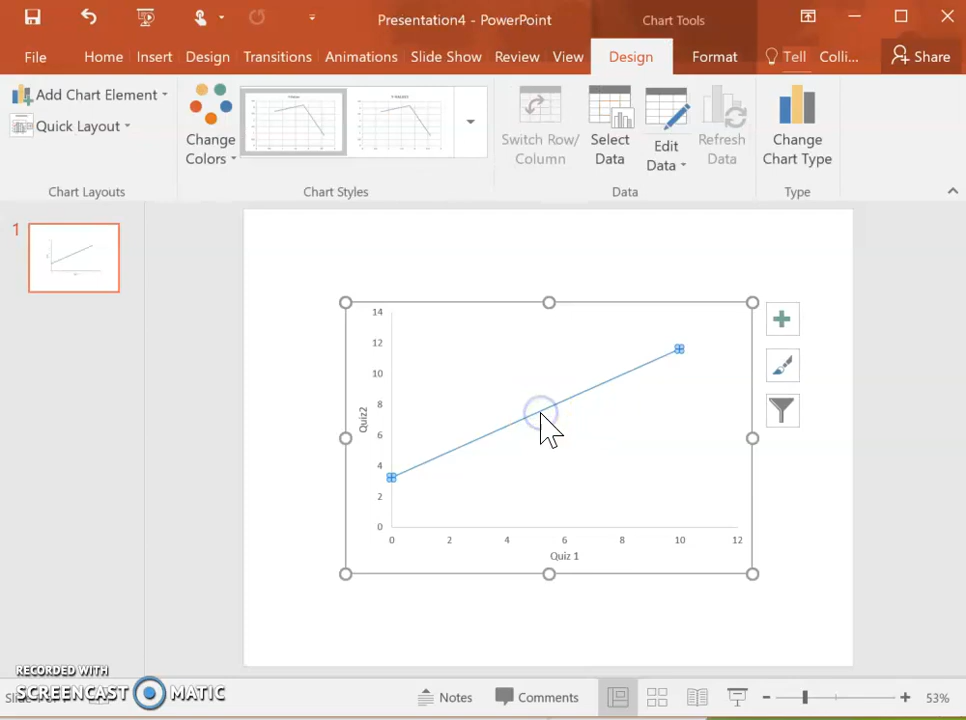 Presentation4 - PowerPoint
Chart Tools
File
Home
Insert
Design
Transitions
Animations
Slide Show
Review
View
Design
Format
Tell
Colli...
Share
Add Chart Element
Quick Layout
Chart Layouts
Change
Colors
Chart Styles
Switch Row/
Column
Select
Data
Edit
Data
Refresh
Data
Data
Change
Chart Type
Type
1
14
12
10
8
6
4
2
0
Quiz2
0
2
4
6
8
10
12
Quiz 1
RECORDED WITH
SCREENCAST MATIC
Notes
Comments
53%